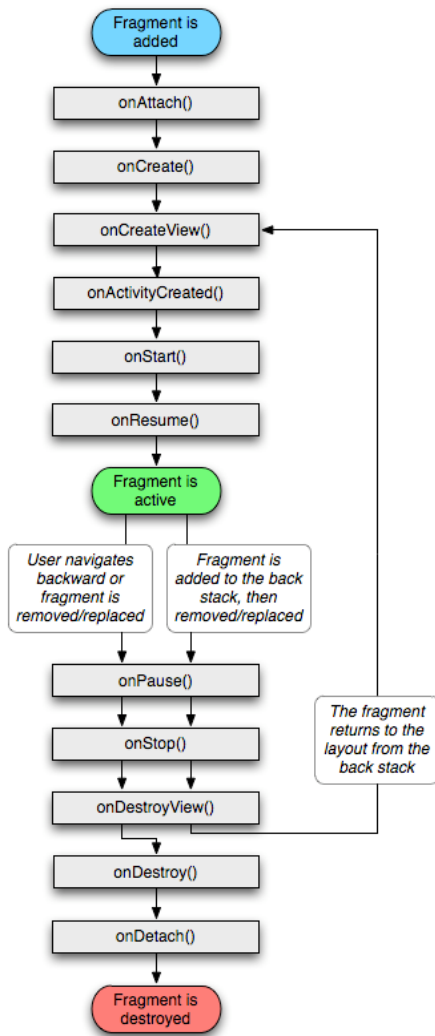 Fragment is
added
onAttach()
onCreate()
onCreateView()
onActivityCreated()
onStart()
onResume()
Fragment is
active
User navigates
backward or
fragment is
removed/replaced
Fragment is
added to the back
stack, then
removed/replaced
onPause()
onStop()
onDestroyView()
The fragment
returns to the
layout from the
back stack
onDestroy()
onDetach()
Fragment is
destroyed